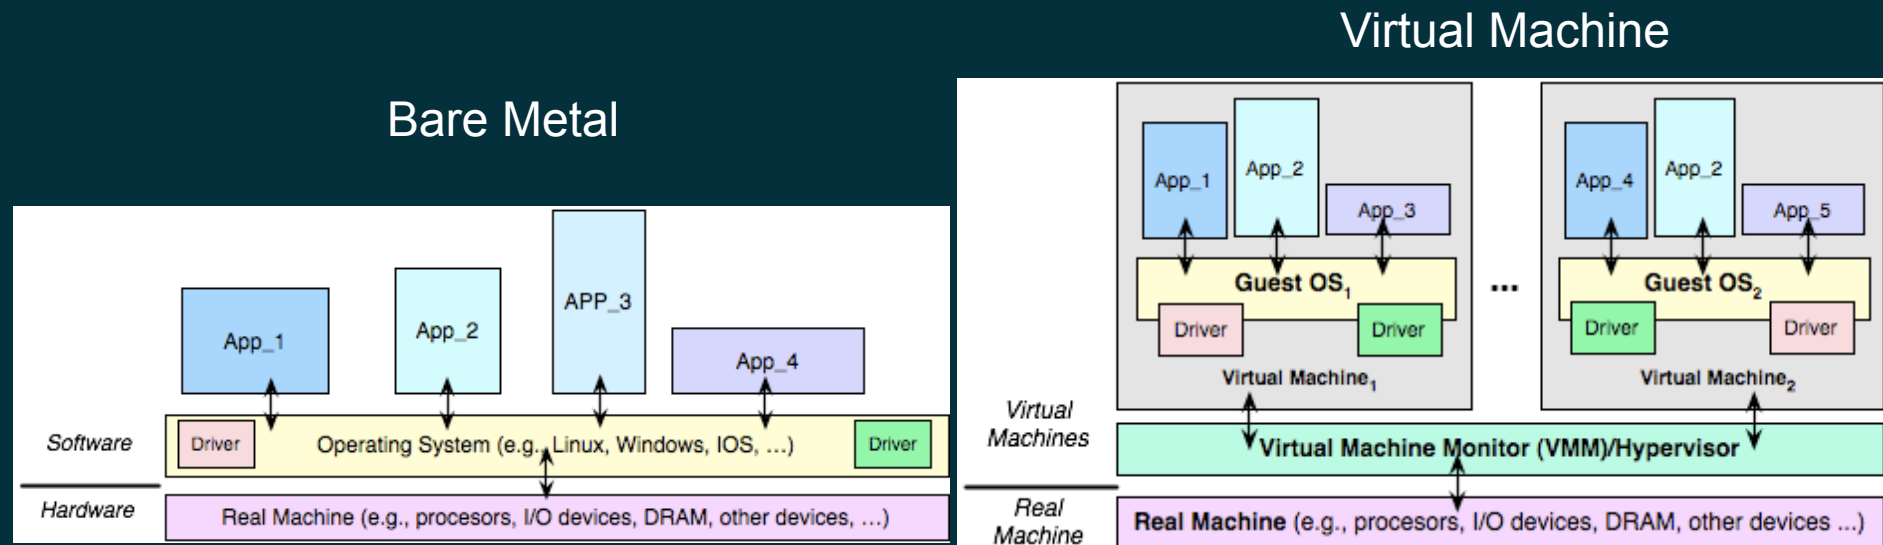 Bare Metal
App_1
App_2
APP_3
App_4
Software
Driver
Operating System (e.g., Linux, Windows, IOS, ...)
Driver
Hardware
Real Machine (e.g., procesors, I/O devices, DRAM, other devices, ...)
Virtual Machine
App_1
App_2
App_3
Guest OS1
Driver
Driver
Virtual Machine1
...
App_4
App_2
App_5
Guest OS2
Driver
Driver
Virtual Machine2
Virtual
Machines
Virtual Machine Monitor (VMM)/Hypervisor
Real
Machine
Real Machine (e.g., procesors, I/O devices, DRAM, other devices ...)